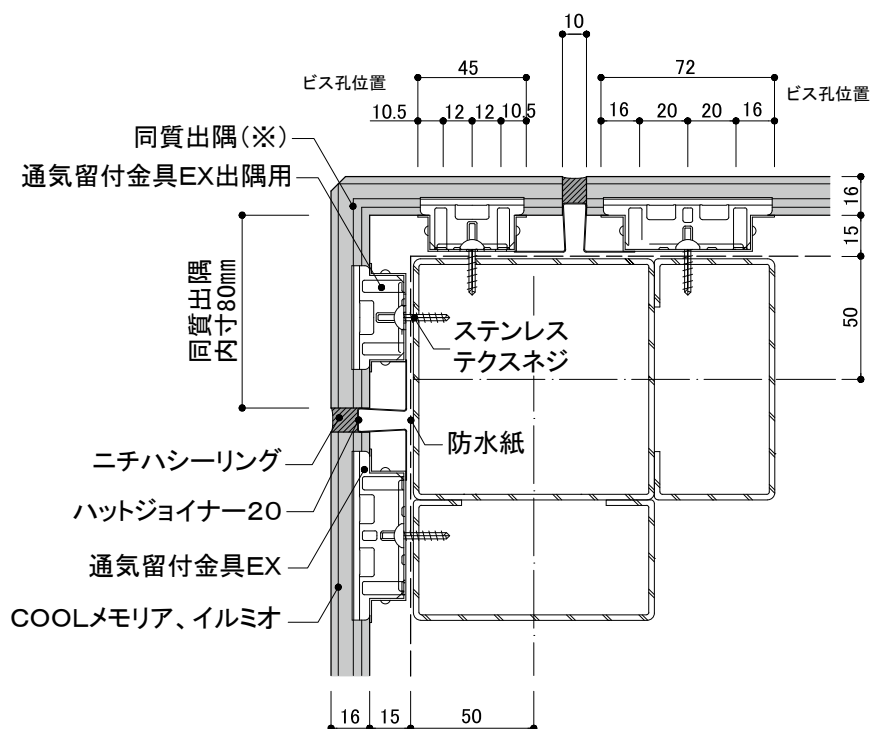 10
45
72
ビス孔位置
ビス孔位置
10.5 12 12 10.5
16 20 20 16
同質出隅(※)
通気留付金具EX出隅用
16
15
50
同質出隅
内寸80mm
ステンレス
テクスネジ
防水紙
ニチハシーリング
ハットジョイナー20
通気留付金具EX
COOLメモリア、イルミオ
16 15 50